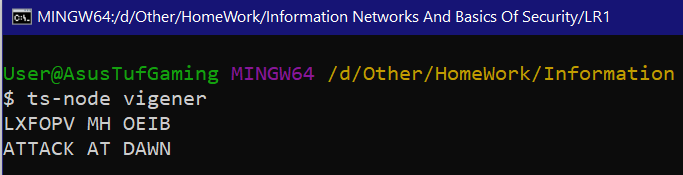 MINGW64:/d/Other/HomeWork/Information Networks And Basics Of Security/LR1
User@AsusTufGaming MINGW64 /d/Other/HomeWork/Information
$ ts-node vigener
LXFOPV MH OEIB
ATTACK AT DAWN